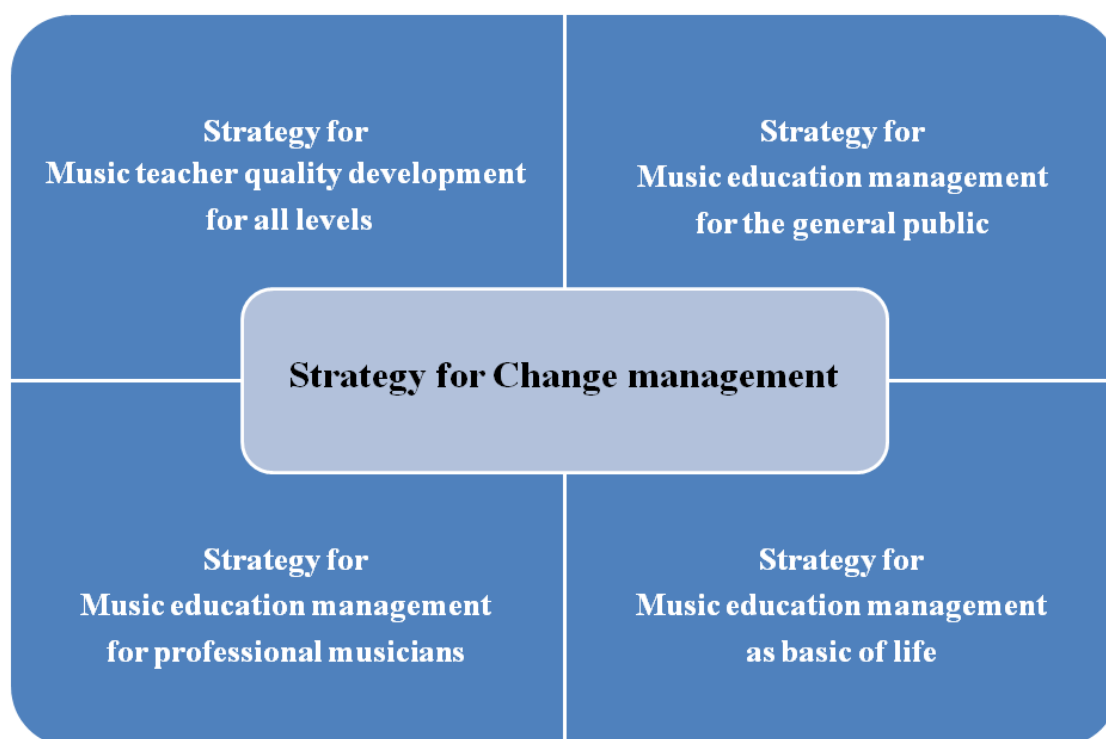 Strategy for
Music teacher quality development
for all levels
Strategy for
Music education management
for the general public
Strategy for Change management
Strategy for
Music education management
for professional musicians
Strategy for
Music education management
as basic of life